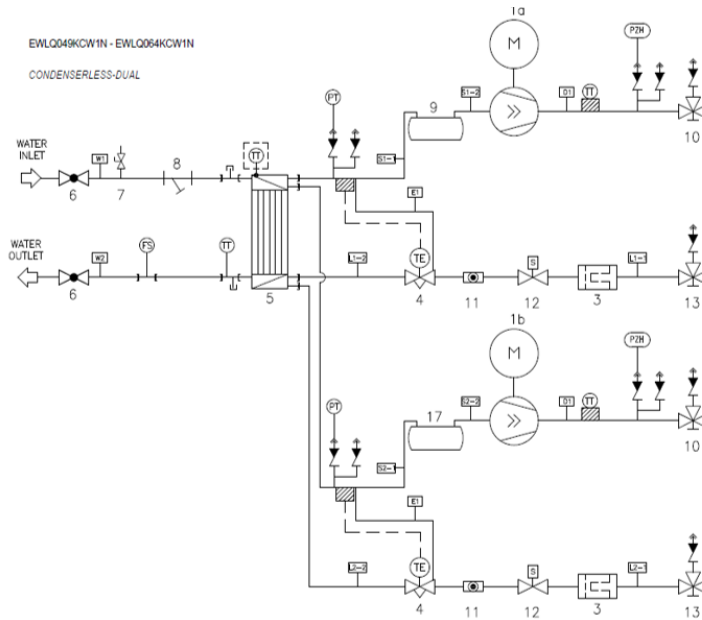 1a
EWLQ049KCW1N - EWLQ064KCW1N
PZH
M
CONDENSERLESS-DUAL
PT
9
S1-2
D1
TT
10
WATER
INLET
W1
8
TT
S1-1
6
7
E1
WATER
OUTLET
W2
FS
TT
L1-2
TE
S
L1-1
6
5
4
11
12
3
13
1b
PZH
M
PT
17
S2-2
D1
TT
10
S2-1
E1
L2-2
TE
S
L2-1
4
11
12
3
13